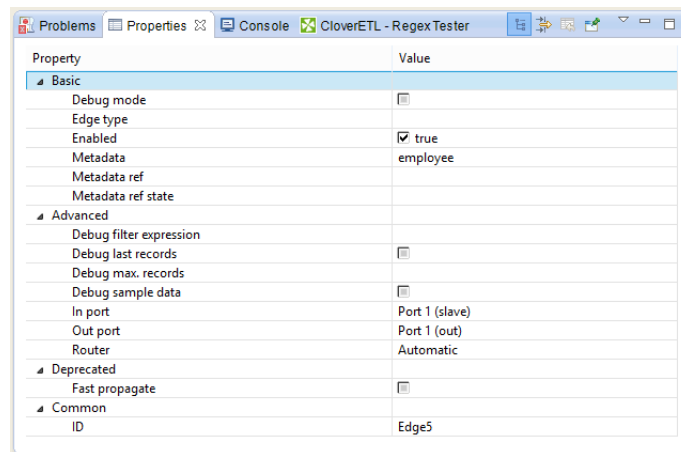 Problems Properties Console CloverETL - Regex Tester
Property Value
Basic
Debug mode
Edge type
Enabled true
Metadata employee
Metadata ref
Metadata ref state
Advanced
Debug filter expression
Debug last records
Debug max. records
Debug sample data
In port Port 1 (slave)
Out port Port 1 (out)
Router Automatic
Deprecated
Fast propagate
Common
ID Edge5